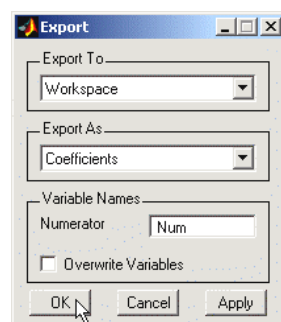 Export
Export To
Workspace
Export As
Coefficients
Variable Names
Numerator Num
Overwrite Variables
OK Cancel Apply